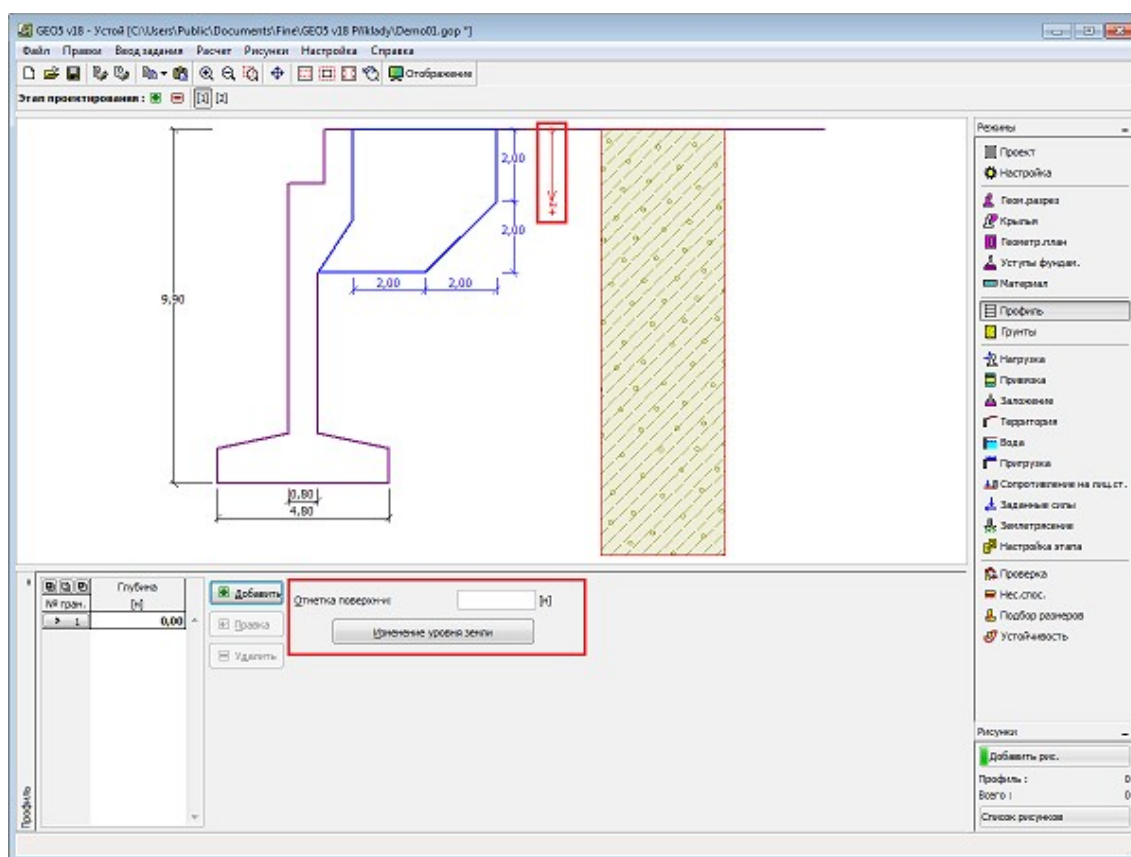 GEO5 v18 - Устой [C:\Users\Public\Documents\Fine\GEO5 v18 Příklady\Demo01.gop *]
Файл Правки Ввод задания Расчет Рисунки Настройка Справка
Отображение
Этап проектирования : [1] [2]
2,00
2,00
2,00 2,00
+z
9,90
0,80
4,80
Режимы
Проект
Настройка
Геом.разрез
Крылья
Геометр.план
Уступы фундам.
Материал
Профиль
Грунты
Нагрузка
Привязка
Заложение
Территория
Вода
Пригрузка
Сопротивление на лиц.ст.
Заданные силы
Землетрясение
Настройка этапа
Проверка
Нес.спос.
Подбор размеров
Устойчивость
Рисунки
Добавить рис.
Профиль : 0
Всего : 0
Список рисунков
Профиль
№ гран.
Глубина
[м]
> 1 0,00
Добавить
Правка
Удалить
Отметка поверхн-и: [м]
Изменение уровня земли